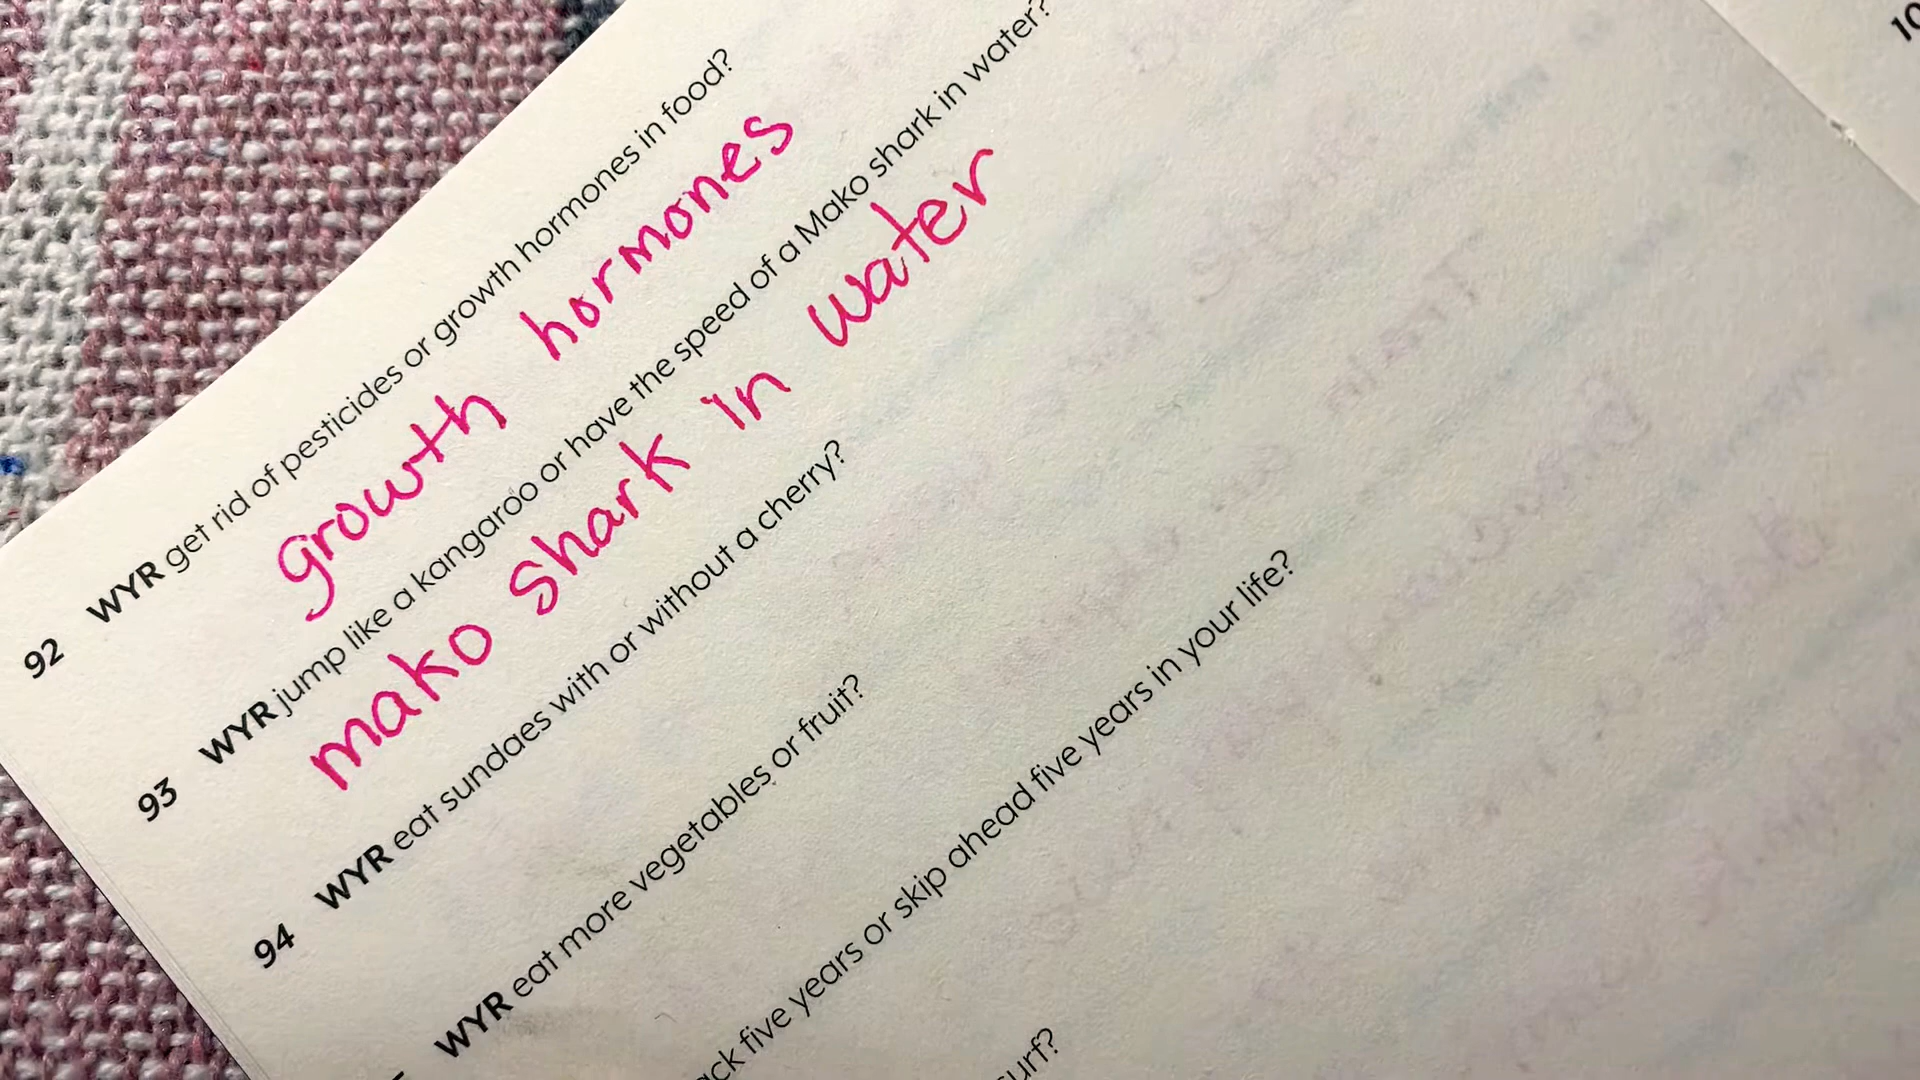 92 WYR get rid of pesticides or growth hormones in food?
growth hormones
93 WYR jump like a kangaroo or have the speed of a Mako shark in water?
mako shark in water
94 WYR eat sundaes with or without a cherry?
WYR eat more vegetables or fruit?
five years or skip ahead five years in your life?
10